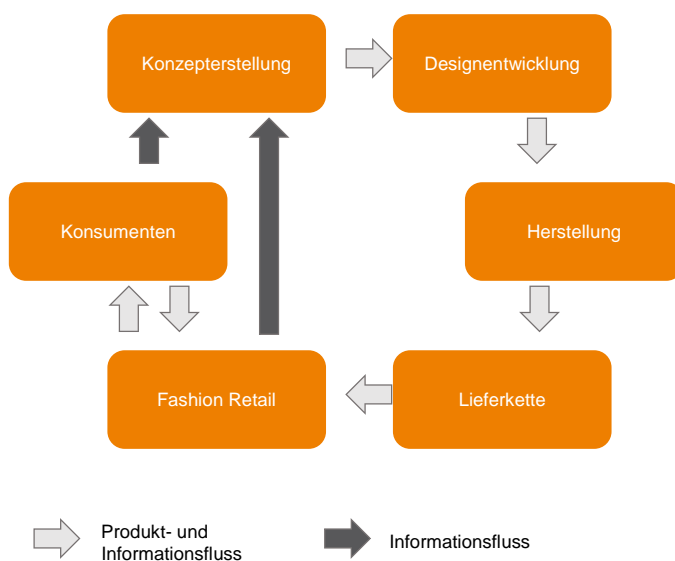 Konzepterstellung
Designentwicklung
Konsumenten
Herstellung
Fashion Retail
Lieferkette
Produkt- und
Informationsfluss
Informationsfluss